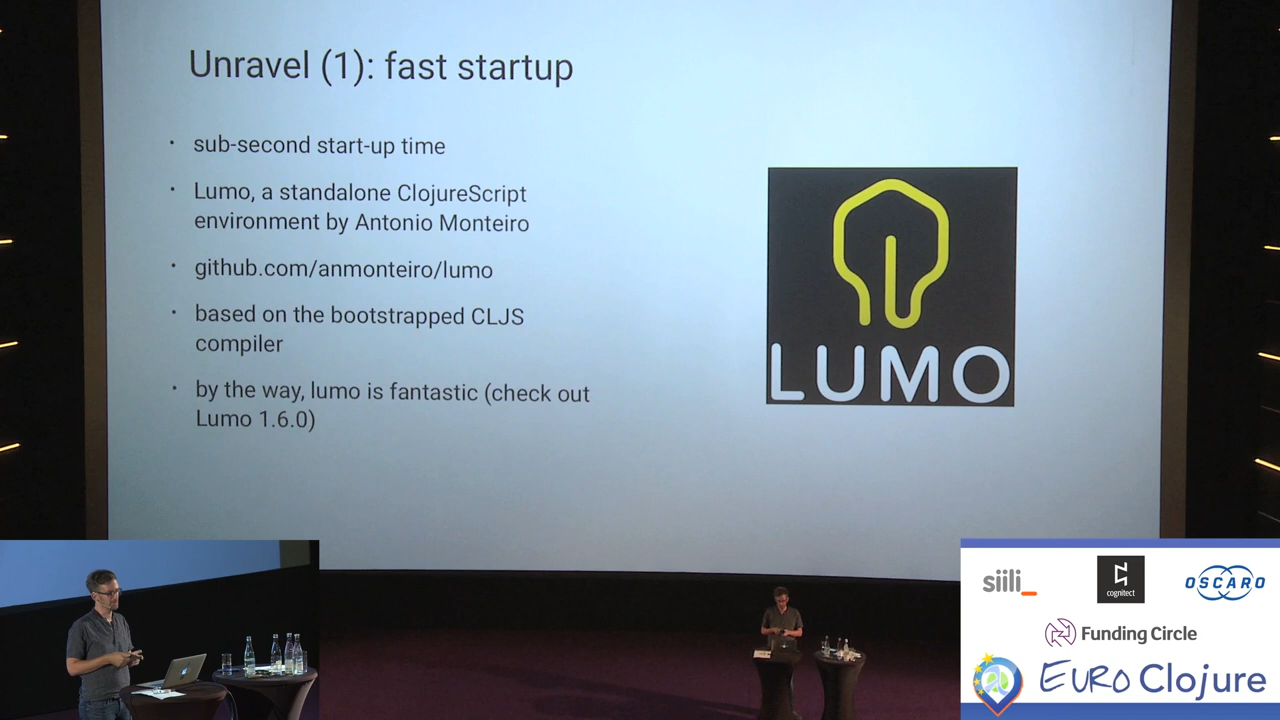 Unravel (1): fast startup
• sub-second start-up time
• Lumo, a standalone ClojureScript
environment by Antonio Monteiro
• github.com/anmonteiro/lumo
• based on the bootstrapped CLJS
compiler
• by the way, lumo is fantastic (check out
Lumo 1.6.0)
LUMO
siili_
cognitect
OSCARO
Funding Circle
EURO Clojure